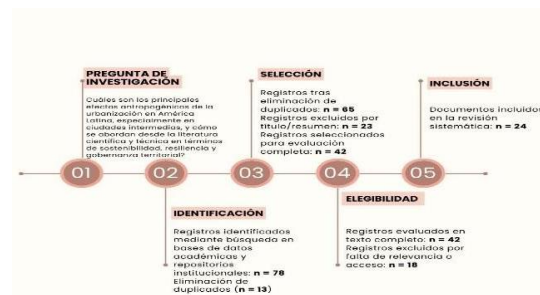 PREGUNTA DE
INVESTIGACIÓN
Cuáles son los principales
efectos antropogénicos de la
urbanización en América
Latina, especialmente en
ciudades intermedias, y cómo
se abordan desde la literatura
científica y técnica en términos
de sostenibilidad, resiliencia y
gobernanza territorial?
01
02
IDENTIFICACIÓN
Registros identificados
mediante búsqueda en
bases de datos
académicas y
repositorios
institucionales: n = 78
Eliminación de
duplicados (n = 13)
SELECCIÓN
Registros tras
eliminación de
duplicados: n = 65
Registros excluidos por
título/resumen: n = 23
Registros seleccionados
para evaluación
completa: n = 42
03
04
ELEGIBILIDAD
Registros evaluados en
texto completo: n = 42
Registros excluidos por
falta de relevancia o
acceso: n = 18
INCLUSIÓN
Documentos incluidos
en la revisión
sistemática: n = 24
05